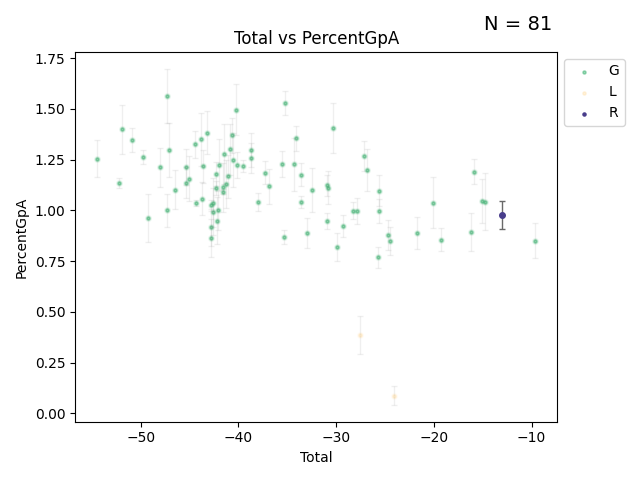 N = 81
Total vs PercentGpA
G
L
R
PercentGpA
1.75
1.50
1.25
1.00
0.75
0.50
0.25
0.00
−50
−40
−30
−20
−10
Total